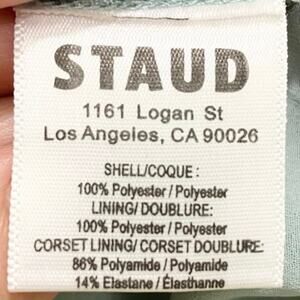 STAUD
1161 Logan St
Los Angeles, CA 90026
SHELL/COQUE :
100% Polyester / Polyester
LINING/ DOUBLURE:
100% Polyester / Polyester
CORSET LINING/ CORSET DOUBLURE:
86% Polyamide / Polyamide
14% Elastane / Élasthanne